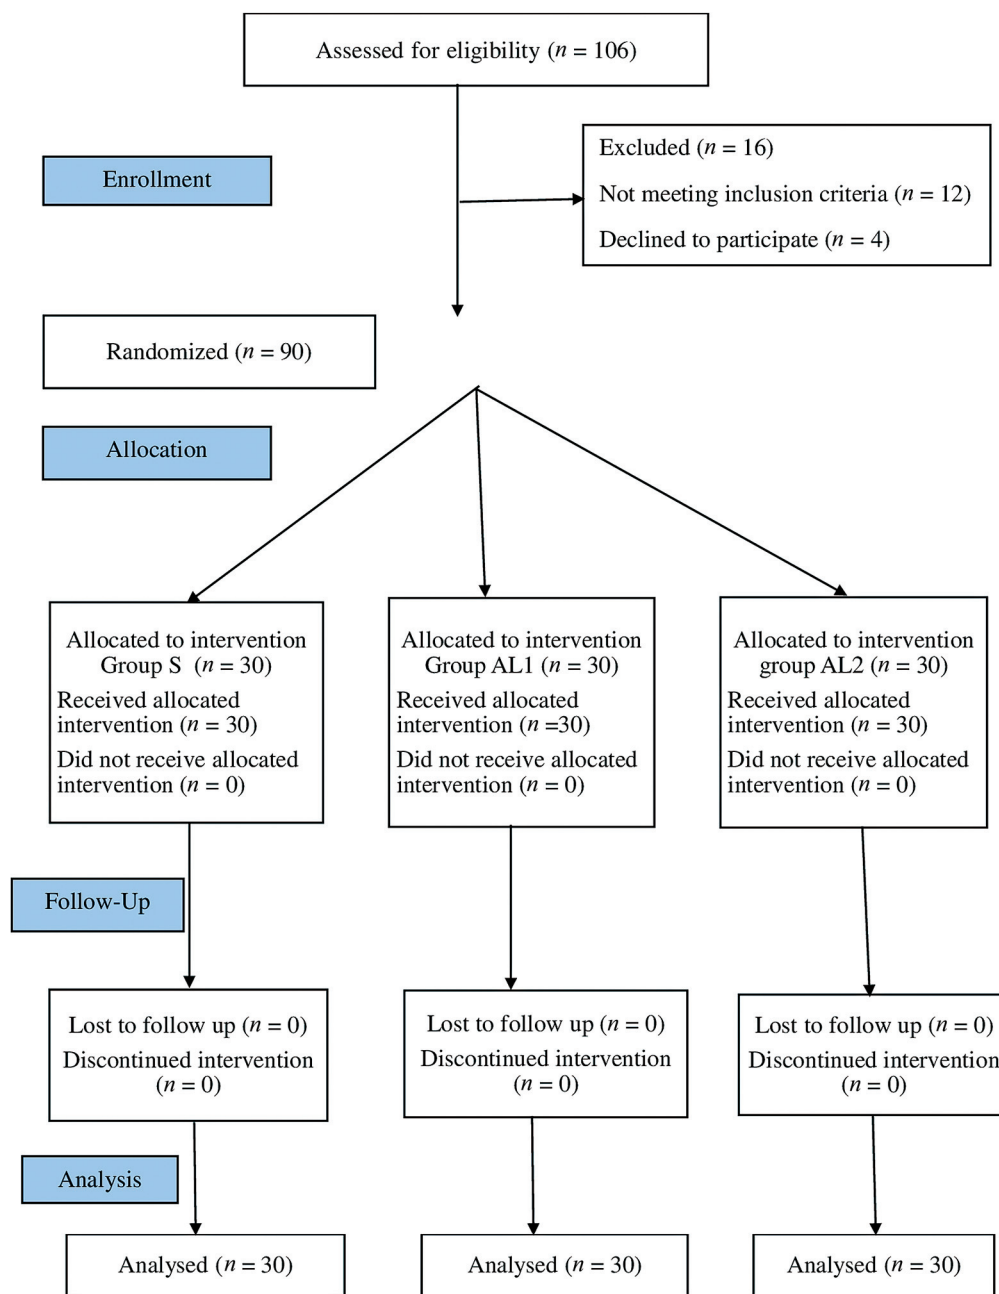 Assessed for eligibility (n = 106)
Excluded (n = 16)
Not meeting inclusion criteria (n = 12)
Declined to participate (n = 4)
Enrollment
Randomized (n = 90)
Allocation
Allocated to intervention
Group S (n = 30)
Received allocated
intervention (n = 30)
Did not receive allocated
intervention (n = 0)
Allocated to intervention
Group AL1 (n = 30)
Received allocated
intervention (n =30)
Did not receive allocated
intervention (n = 0)
Allocated to intervention
group AL2 (n = 30)
Received allocated
intervention (n = 30)
Did not receive allocated
intervention (n = 0)
Follow-Up
Lost to follow up (n = 0)
Discontinued intervention
(n = 0)
Lost to follow up (n = 0)
Discontinued intervention
(n = 0)
Lost to follow up (n = 0)
Discontinued intervention
(n = 0)
Analysis
Analysed (n = 30)
Analysed (n = 30)
Analysed (n = 30)